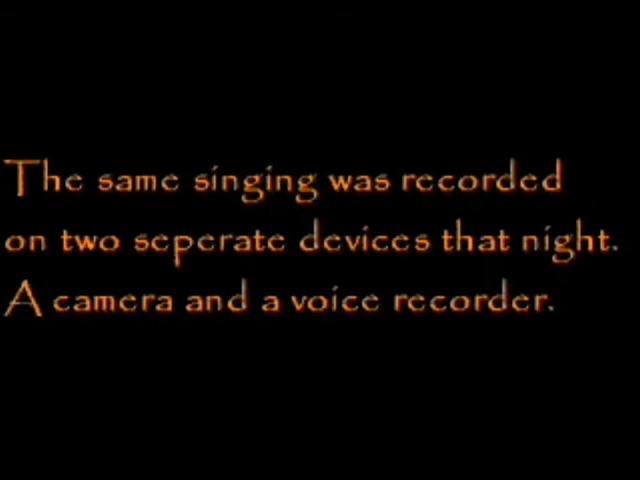 The same singing was recorded
on two seperate devices that night.
A camera and a voice recorder.